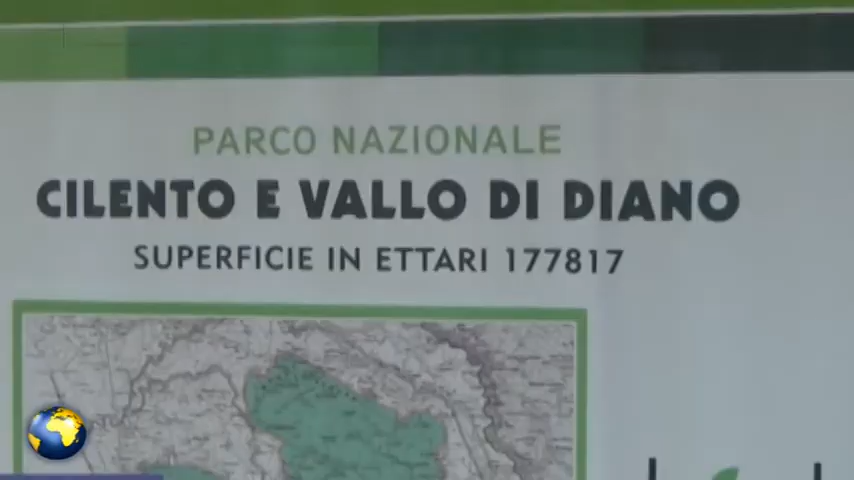 PARCO NAZIONALE
CILENTO E VALLO DI DIANO
SUPERFICIE IN ETTARI 177817